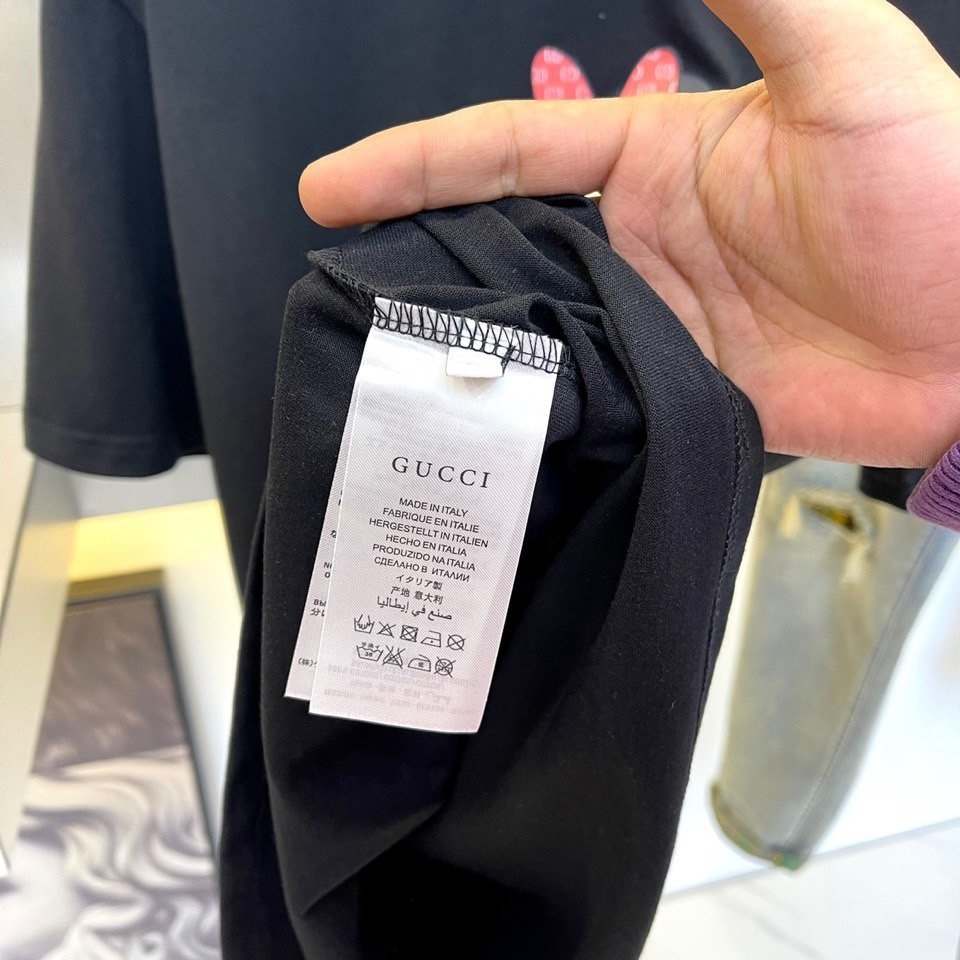 GUCCI
MADE IN ITALY
FABRIQUE EN ITALIE
HERGESTELLT IN ITALIEN
HECHO EN ITALIA
PRODUZIDO NA ITALIA
СДЕЛАНО В ИТАЛИИ
イタリア製
产地 意大利
صنع في إيطاليا